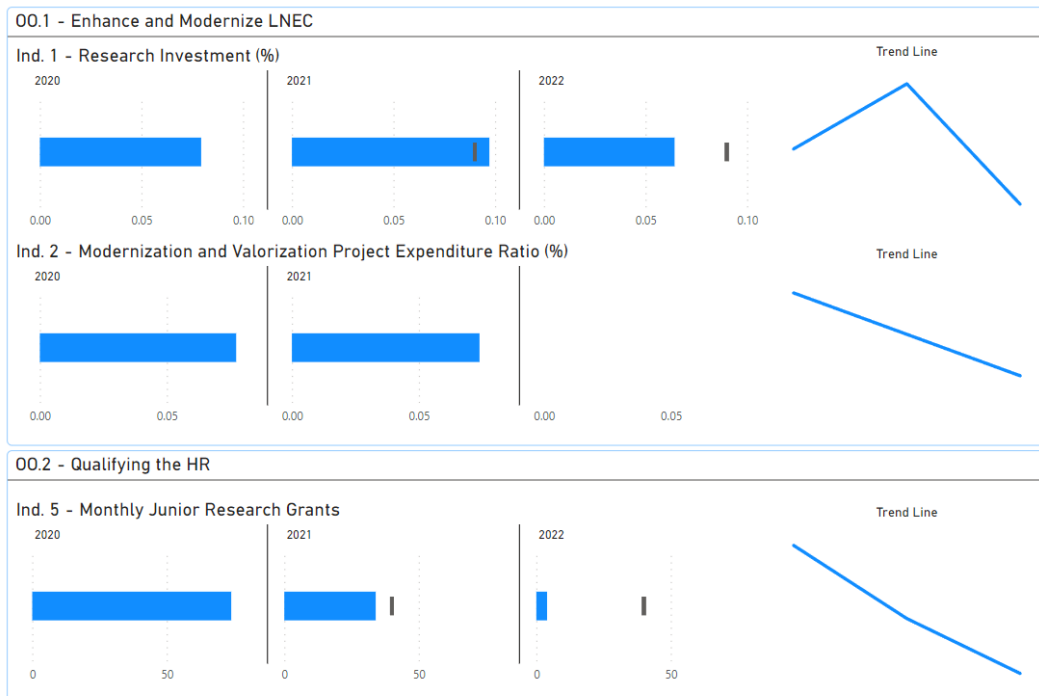 OO.1 - Enhance and Modernize LNEC
Ind. 1 - Research Investment (%)
Trend Line
2020
2021
2022
0.00 0.05 0.10
0.00 0.05 0.10
0.00 0.05 0.10
Ind. 2 - Modernization and Valorization Project Expenditure Ratio (%)
Trend Line
2020
2021
0.00 0.05
0.00 0.05
0.00 0.05
OO.2 - Qualifying the HR
Ind. 5 - Monthly Junior Research Grants
Trend Line
2020
2021
2022
0 50
0 50
0 50